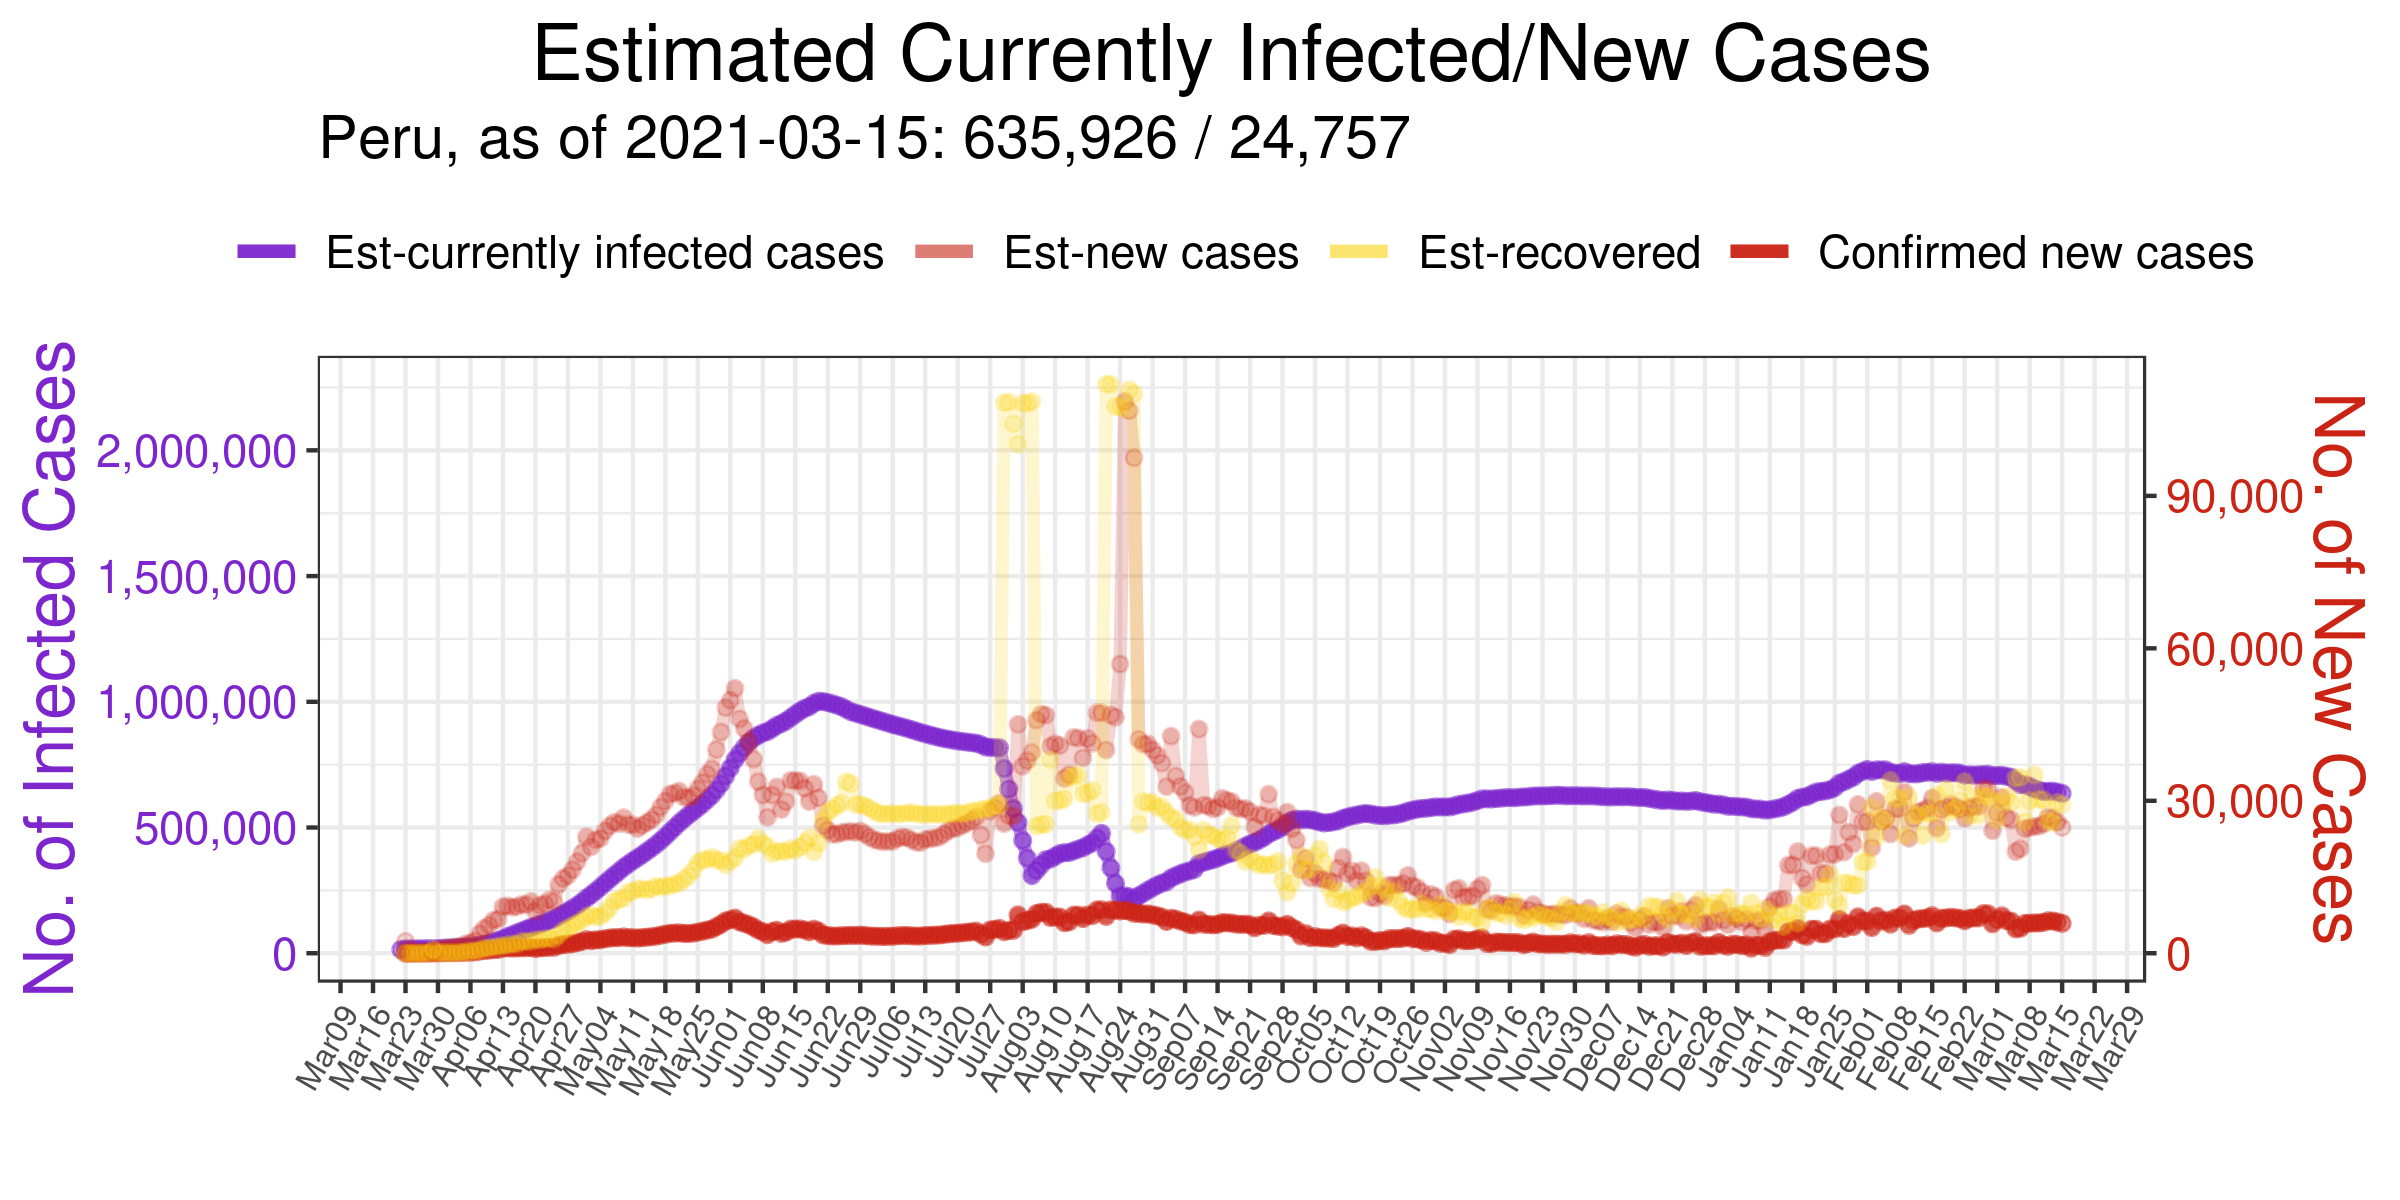 Estimated Currently Infected/New Cases
Peru, as of 2021-03-15: 635,926 / 24,757
Est-currently infected cases Est-new cases Est-recovered Confirmed new cases
No. of Infected Cases
2,000,000
1,500,000
1,000,000
500,000
0
90,000
60,000
30,000
0
No. of New Cases
Mar09 Mar16 Mar23 Mar30 Apr06 Apr13 Apr20 Apr27 May04 May11 May18 May25 Jun01 Jun08 Jun15 Jun22 Jun29 Jul06 Jul13 Jul20 Jul27 Aug03 Aug10 Aug17 Aug24 Aug31 Sep07 Sep14 Sep21 Sep28 Oct05 Oct12 Oct19 Oct26 Nov02 Nov09 Nov16 Nov23 Nov30 Dec07 Dec14 Dec21 Dec28 Jan04 Jan11 Jan18 Jan25 Feb01 Feb08 Feb15 Feb22 Mar01 Mar08 Mar15 Mar22 Mar29